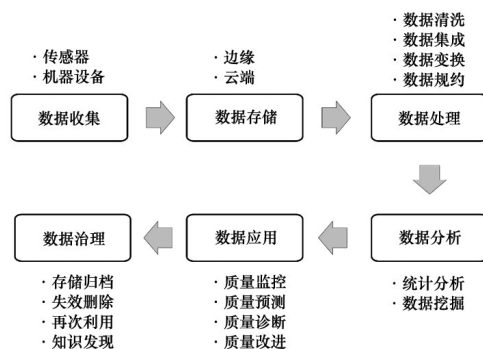 · 传感器
· 机器设备
数据收集
· 边缘
· 云端
数据存储
· 数据清洗
· 数据集成
· 数据变换
· 数据规约
数据处理
数据分析
· 统计分析
· 数据挖掘
数据应用
· 质量监控
· 质量预测
· 质量诊断
· 质量改进
数据治理
· 存储归档
· 失效删除
· 再次利用
· 知识发现